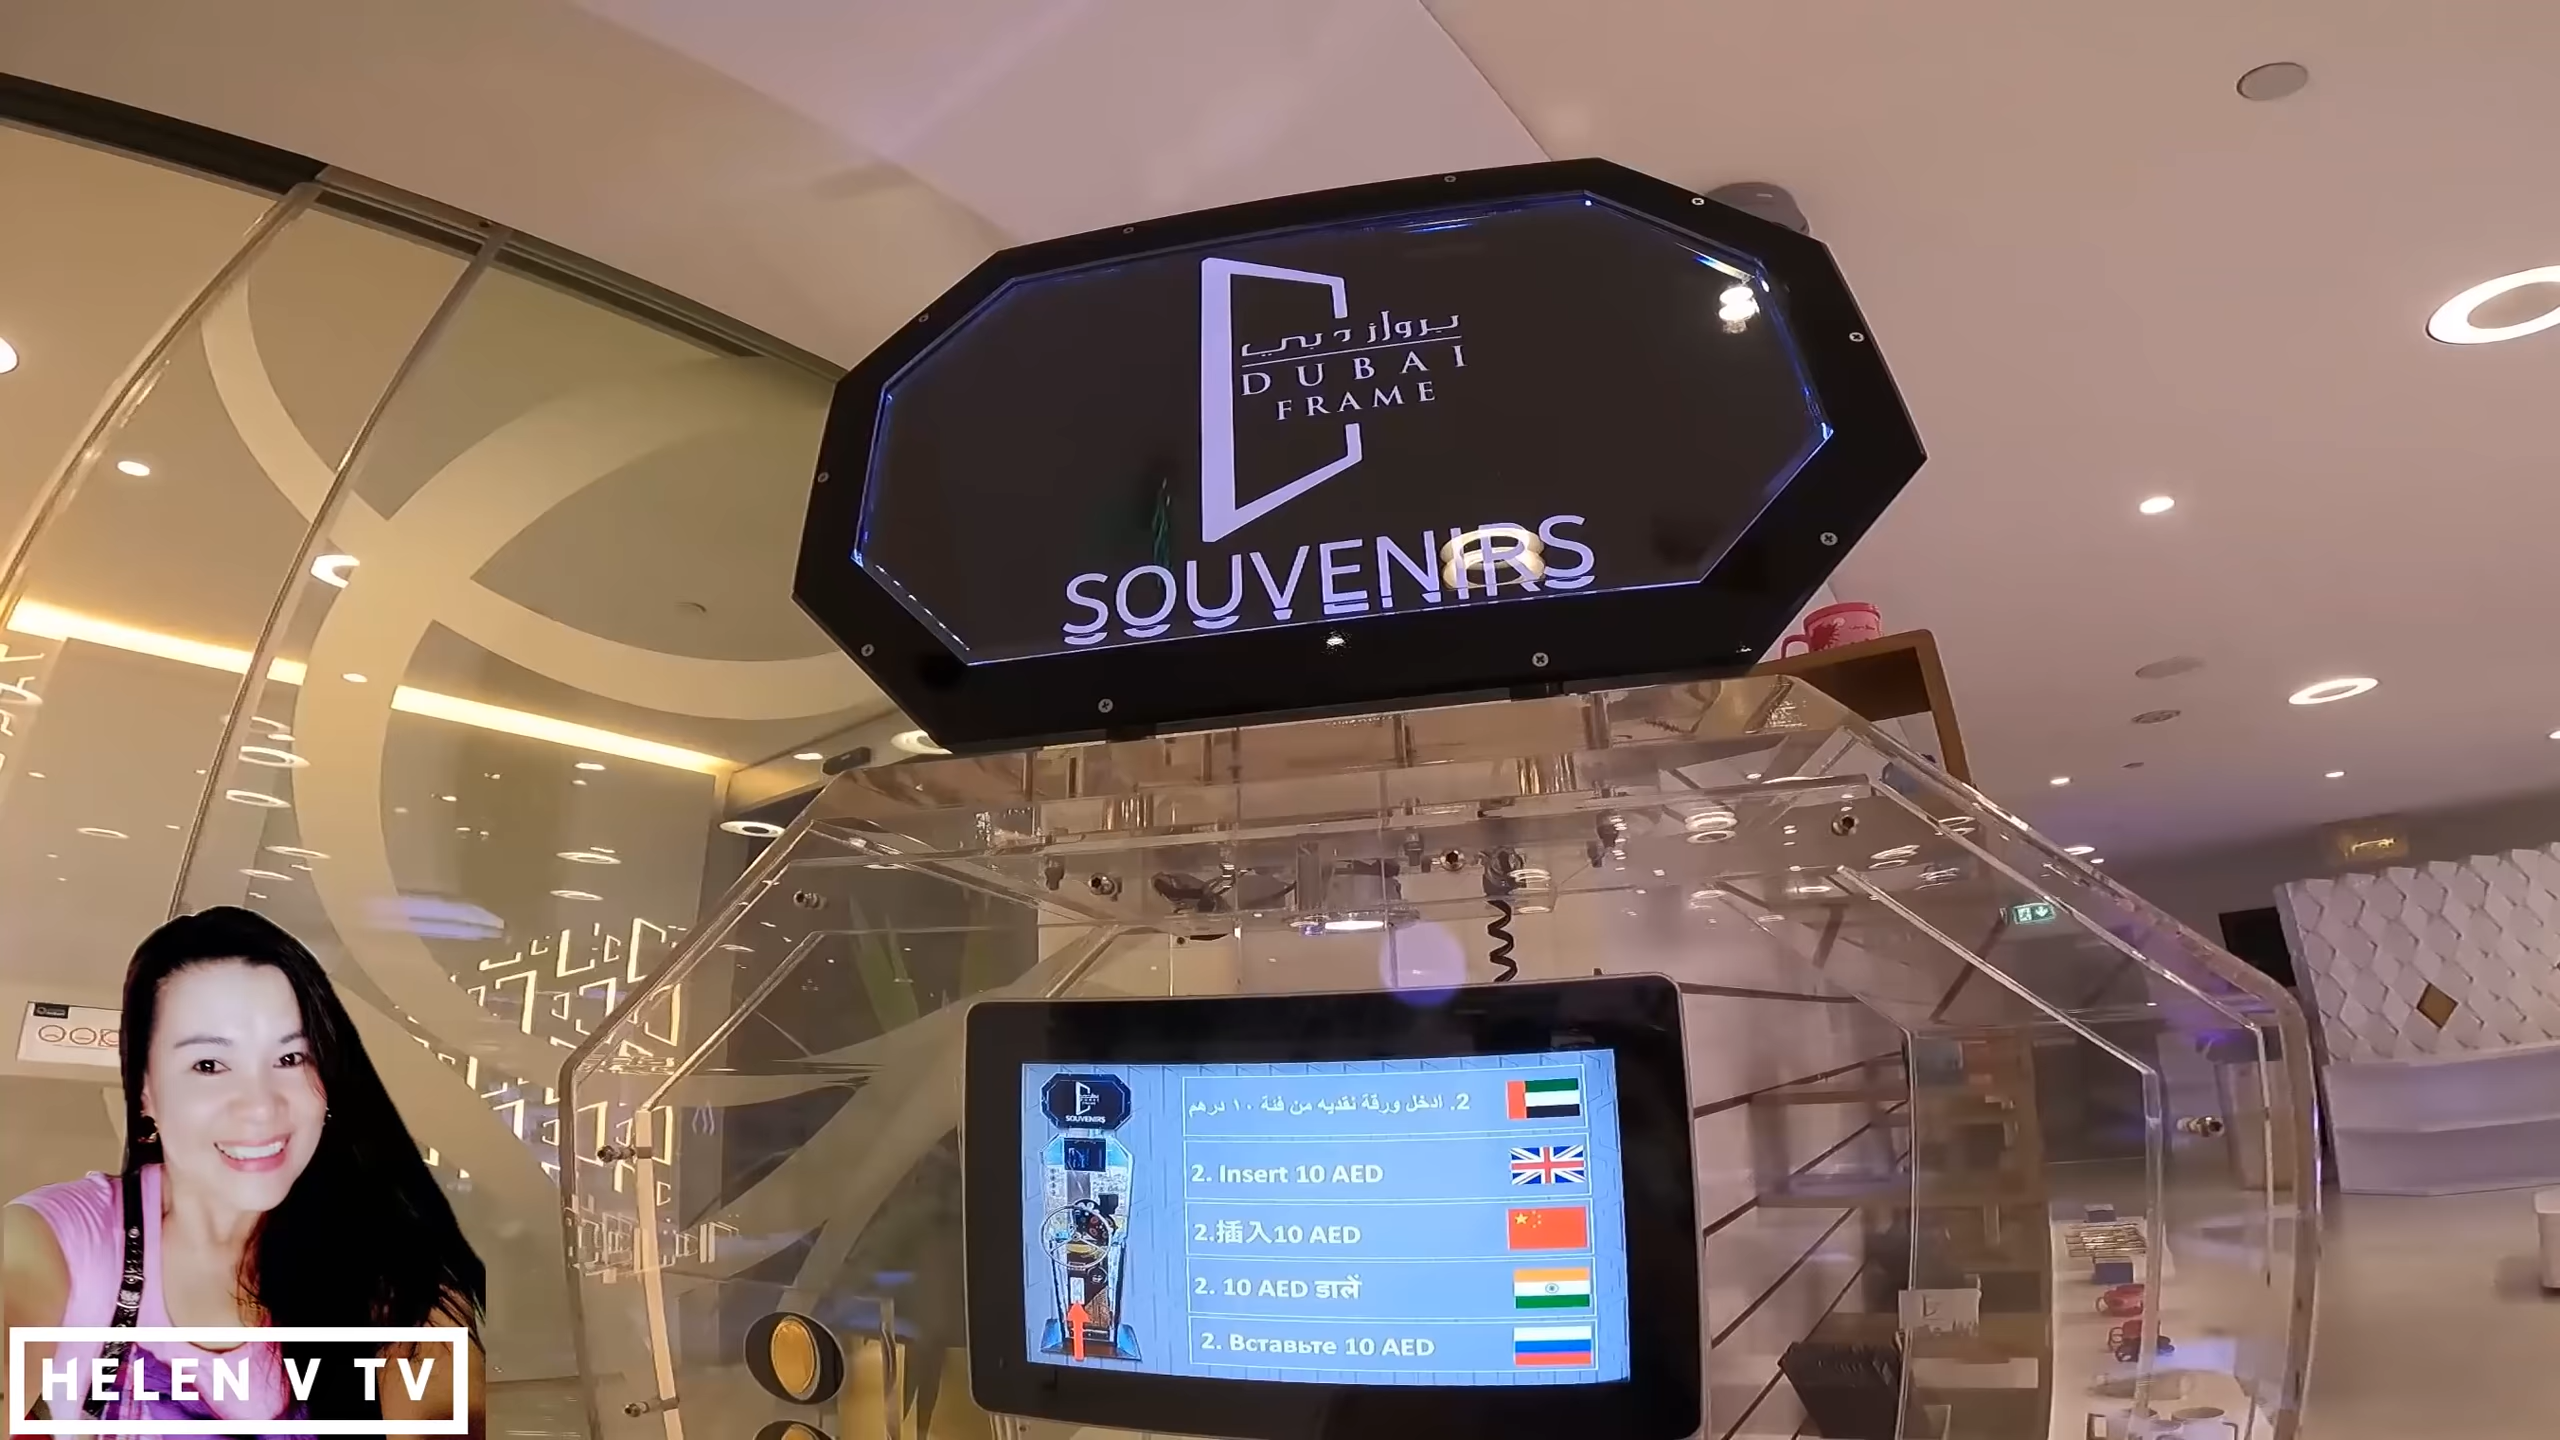 برواز دبي
DUBAI
FRAME
SOUVENIRS
SOUVENIRS
2. ادخل ورقة نقديه من فئة ١٠ درهم
2. Insert 10 AED
2.插入10 AED
2. 10 AED डालें
2. Вставьте 10 AED
HELEN V TV